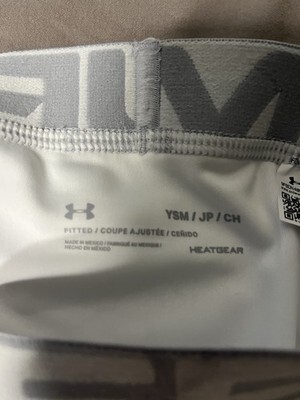 YSM / JP / CH
FITTED / COUPE AJUSTÉE / CEÑIDO
MADE IN MEXICO / FABRIQUÉ AU MEXIQUE /
HECHO EN MÉXICO
HEATGEAR